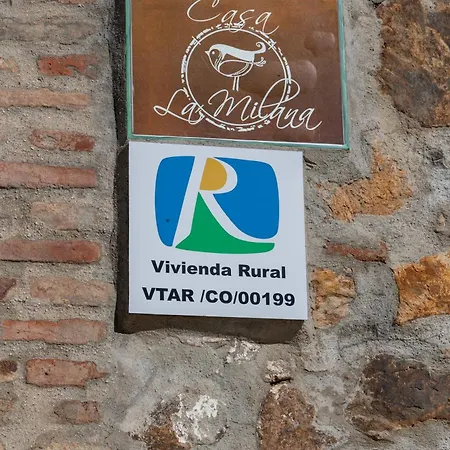 Casa
La Milana
R
Vivienda Rural
VTAR /CO/00199